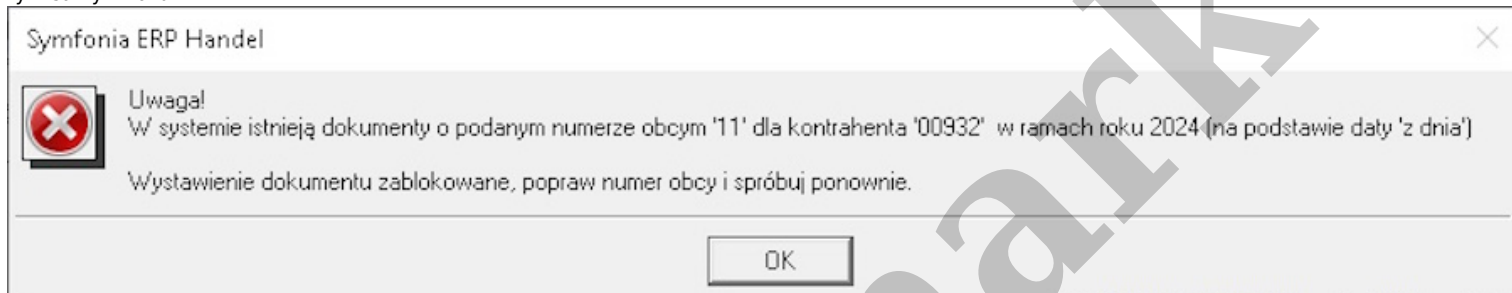 Symfonia ERP Handel
Uwaga!
W systemie istnieją dokumenty o podanym numerze obcym '11' dla kontrahenta '00932' w ramach roku 2024 (na podstawie daty 'z dnia')
Wystawienie dokumentu zablokowane, popraw numer obcy i spróbuj ponownie.
OK